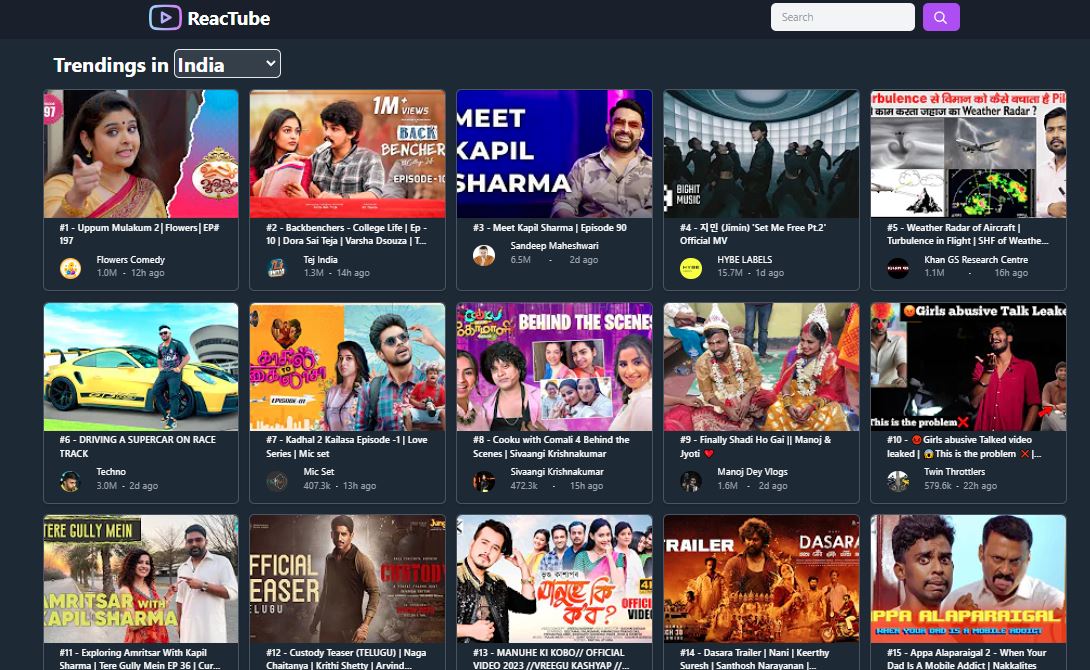 ReacTube
Search
Trendings in India
97
1M+ VIEWS
BACK
BENCHERS
EPISODE-10
MEET
KAPIL
SHARMA
BIGHIT
MUSIC
rbulence से विमान को कैसे बचाता है Pil
काम करता जहाज का Weather Radar ?
#1 - Uppum Mulakum 2│Flowers│EP#
197
Flowers Comedy
1.0M · 12h ago
#2 - Backbenchers - College Life | Ep -
10 | Dora Sai Teja | Varsha Dsouza | T...
Tej India
1.3M · 14h ago
#3 - Meet Kapil Sharma | Episode 90
Sandeep Maheshwari
6.5M · 2d ago
#4 - 지민 (Jimin) 'Set Me Free Pt.2'
Official MV
HYBE
HYBE LABELS
15.7M · 1d ago
#5 - Weather Radar of Aircraft |
Turbulence in Flight | SHF of Weathe...
KHAN GS
Khan GS Research Centre
1.1M · 16h ago
காதல்
TO
கைலாசா
EPISODE-01
கோமாளி
BEHIND THE SCENES
😡Girls abusive Talk Leake
This is the problem❌
#6 - DRIVING A SUPERCAR ON RACE
TRACK
Techno
3.0M · 2d ago
#7 - Kadhal 2 Kailasa Episode -1 | Love
Series | Mic set
Mic Set
407.3k · 13h ago
#8 - Cooku with Comali 4 Behind the
Scenes | Sivaangi Krishnakumar
Sivaangi Krishnakumar
472.3k · 15h ago
#9 - Finally Shadi Ho Gai || Manoj &
Jyoti ❤️
Manoj Dey Vlogs
1.6M · 2d ago
#10 - 😡Girls abusive Talked video
leaked | 😱This is the problem ❌|...
Twin Throttlers
579.6k · 22h ago
TERE GULLY MEIN
AMRITSAR WITH
KAPIL SHARMA
OFFICIAL
TEASER
TELUGU
CUSTODY
মানুহে কি
ক'ব?
4K
OFFICI
VIDEO
TRAILER
DASARA
PPA ALAPARAIGAL
WHEN YOUR DAD IS A MOBILE ADDICT
#11 - Exploring Amritsar With Kapil
Sharma | Tere Gully Mein EP 36 | Cur...
#12 - Custody Teaser (TELUGU) | Naga
Chaitanya | Krithi Shetty | Arvind...
#13 - MANUHE KI KOBO// OFFICIAL
VIDEO 2023 //VREEGU KASHYAP //...
#14 - Dasara Trailer | Nani | Keerthy
Suresh | Santhosh Narayanan |...
#15 - Appa Alaparaigal 2 - When Your
Dad Is A Mobile Addict | Nakkalites